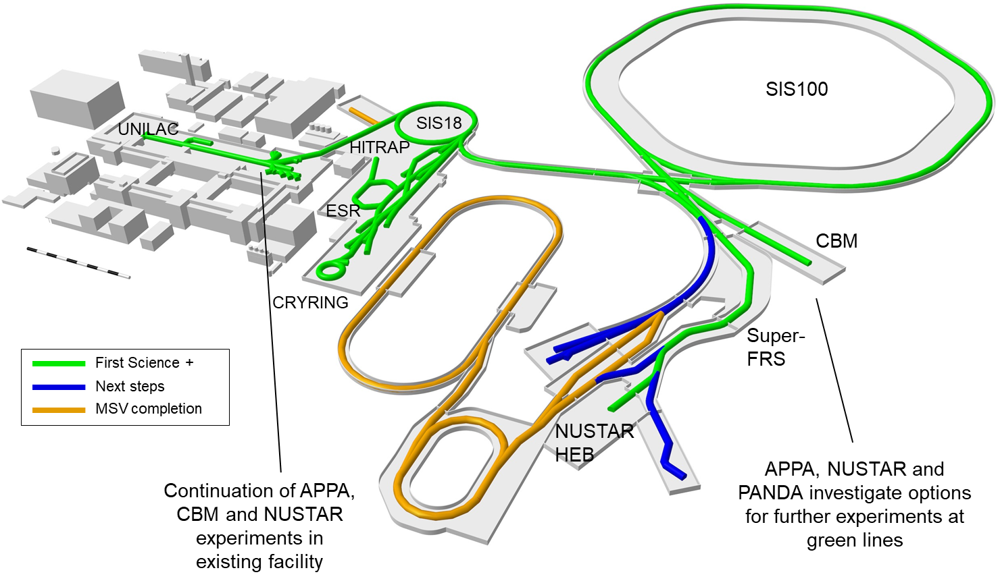 SIS100
UNILAC
SIS18
HITRAP
ESR
CBM
CRYRING
Super-
FRS
First Science +
Next steps
MSV completion
NUSTAR
HEB
Continuation of APPA,
CBM and NUSTAR
experiments in
existing facility
APPA, NUSTAR and
PANDA investigate options
for further experiments at
green lines